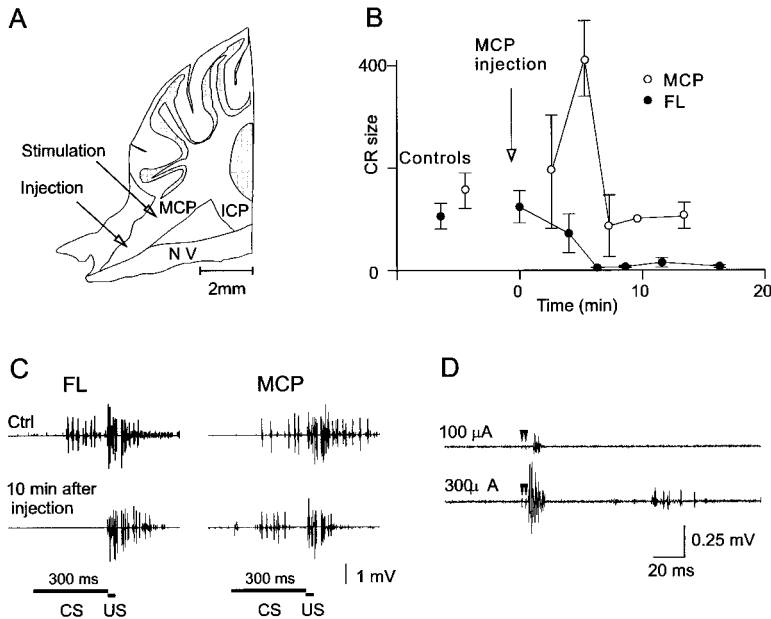 A
Stimulation
Injection
MCP
ICP
N V
2mm
B
MCP
injection
MCP
FL
400
CR size
Controls
0
0
10
20
Time (min)
C
FL
MCP
Ctrl
10 min after
injection
300 ms
300 ms
1 mV
CS
US
CS
US
D
100 µA
300µ A
0.25 mV
20 ms